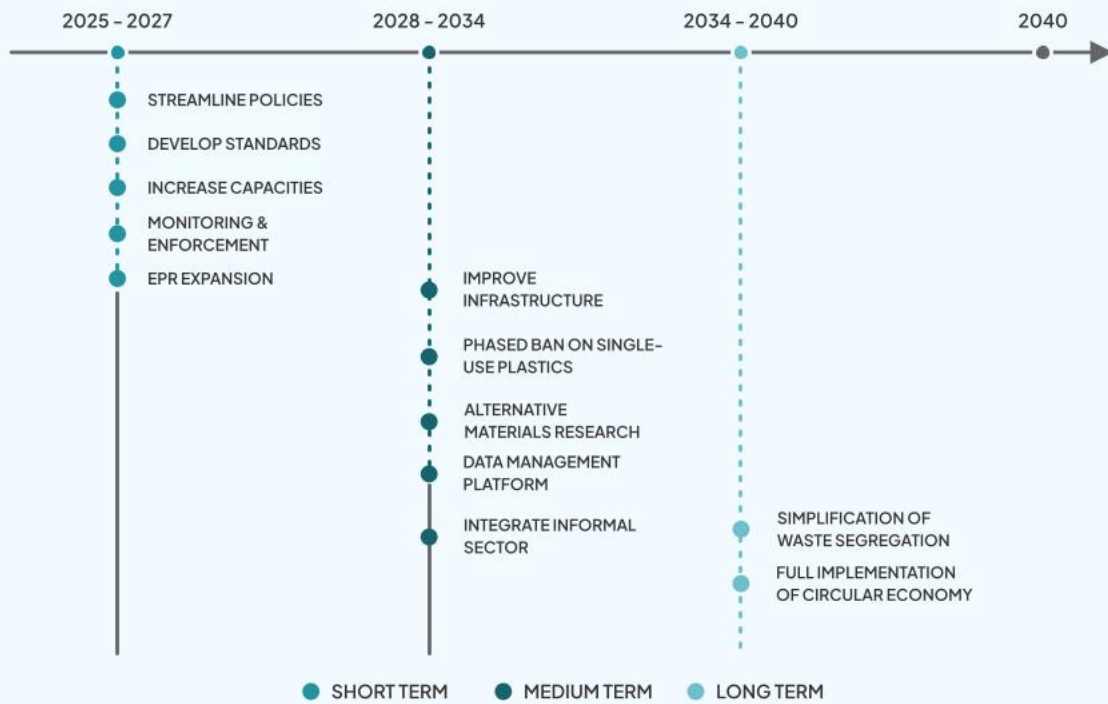 2025 – 2027
2028 – 2034
2034 – 2040
2040
STREAMLINE POLICIES
DEVELOP STANDARDS
INCREASE CAPACITIES
MONITORING &
ENFORCEMENT
EPR EXPANSION
IMPROVE
INFRASTRUCTURE
PHASED BAN ON SINGLE-
USE PLASTICS
ALTERNATIVE
MATERIALS RESEARCH
DATA MANAGEMENT
PLATFORM
INTEGRATE INFORMAL
SECTOR
SIMPLIFICATION OF
WASTE SEGREGATION
FULL IMPLEMENTATION
OF CIRCULAR ECONOMY
SHORT TERM
MEDIUM TERM
LONG TERM